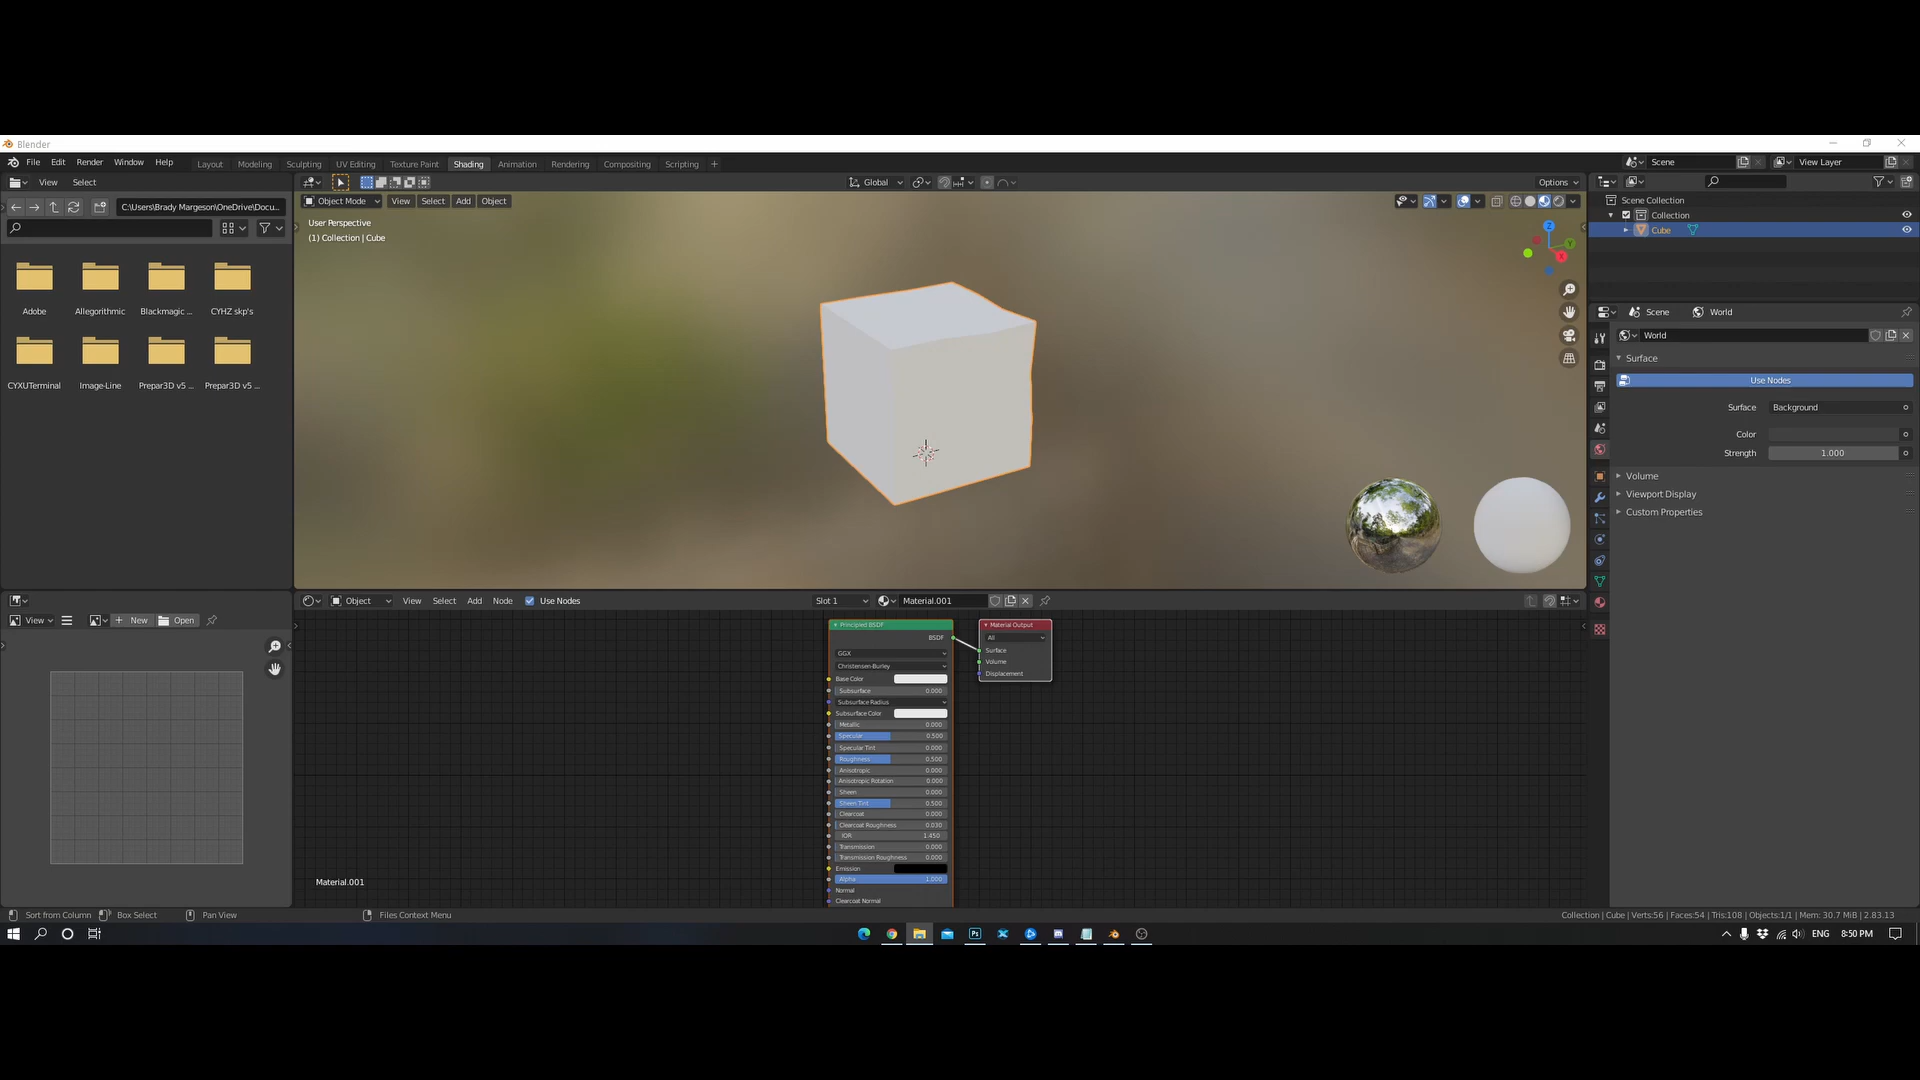 Blender
File Edit Render Window Help
Layout Modeling Sculpting UV Editing Texture Paint Shading Animation Rendering Compositing Scripting +
Scene
View Layer
View Select
Global
Options
C:\Users\Brady Margeson\OneDrive\Docu...
Object Mode View Select Add Object
User Perspective
(1) Collection | Cube
Adobe Allegorithmic Blackmagic ... CYHZ skp's
CYXUTerminal Image-Line Prepar3D v5 ... Prepar3D v5 ...
Z
Y
X
Scene Collection
Collection
Cube
Scene World
World
Surface
Use Nodes
Surface Background
Color
Strength 1.000
Volume
Viewport Display
Custom Properties
View New Open
Object View Select Add Node Use Nodes Slot 1 Material.001
Principled BSDF
BSDF
GGX
Christensen-Burley
Base Color
Subsurface 0.000
Subsurface Radius
Subsurface Color
Metallic 0.000
Specular 0.500
Specular Tint 0.000
Roughness 0.500
Anisotropic 0.000
Anisotropic Rotation 0.000
Sheen 0.000
Sheen Tint 0.500
Clearcoat 0.000
Clearcoat Roughness 0.030
IOR 1.450
Transmission 0.000
Transmission Roughness 0.000
Emission
Alpha 1.000
Normal
Clearcoat Normal
Material Output
All
Surface
Volume
Displacement
Material.001
Sort from Column Box Select Pan View Files Context Menu
Collection | Cube | Verts:56 | Faces:54 | Tris:108 | Objects:1/1 | Mem: 30.7 MiB | 2.83.13
Ps
ENG 8:50 PM